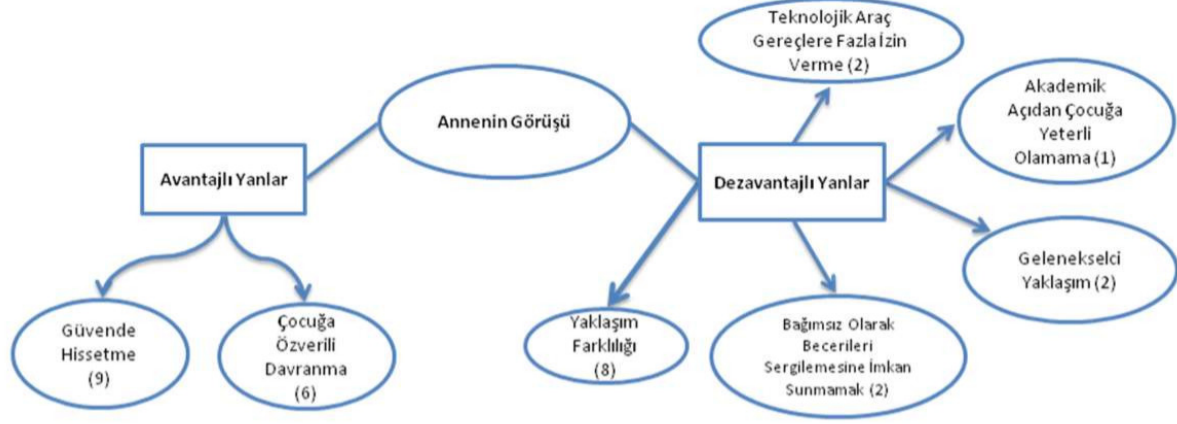 Teknolojik Araç
Gereçlere Fazla İzin
Verme (2)
Annenin Görüşü
Akademik
Açıdan Çocuğa
Yeterli
Olamama (1)
Avantajlı Yanlar
Dezavantajlı Yanlar
Gelenekselci
Yaklaşım (2)
Güvende
Hissetme
(9)
Çocuğa
Özverili
Davranma
(6)
Yaklaşım
Farklılığı
(8)
Bağımsız Olarak
Becerileri
Sergilemesine İmkan
Sunmamak (2)